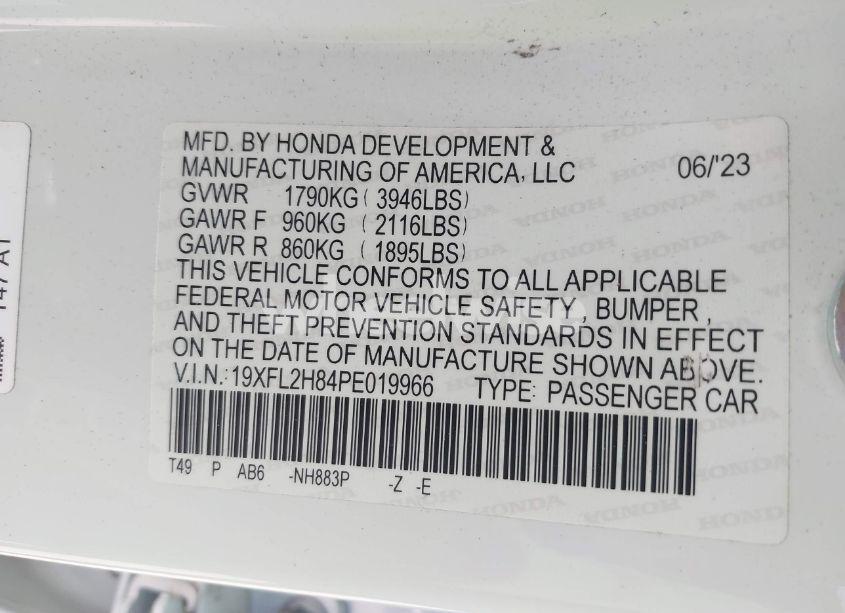 MFD. BY HONDA DEVELOPMENT &
MANUFACTURING OF AMERICA, LLC 06/'23
GVWR 1790KG ( 3946LBS)
GAWR F 960KG ( 2116LBS)
GAWR R 860KG ( 1895LBS)
THIS VEHICLE CONFORMS TO ALL APPLICABLE
FEDERAL MOTOR VEHICLE SAFETY , BUMPER ,
AND THEFT PREVENTION STANDARDS IN EFFECT
ON THE DATE OF MANUFACTURE SHOWN ABOVE.
V.I.N.:19XFL2H84PE019966 TYPE: PASSENGER CAR
T49 P AB6 -NH883P -Z -E